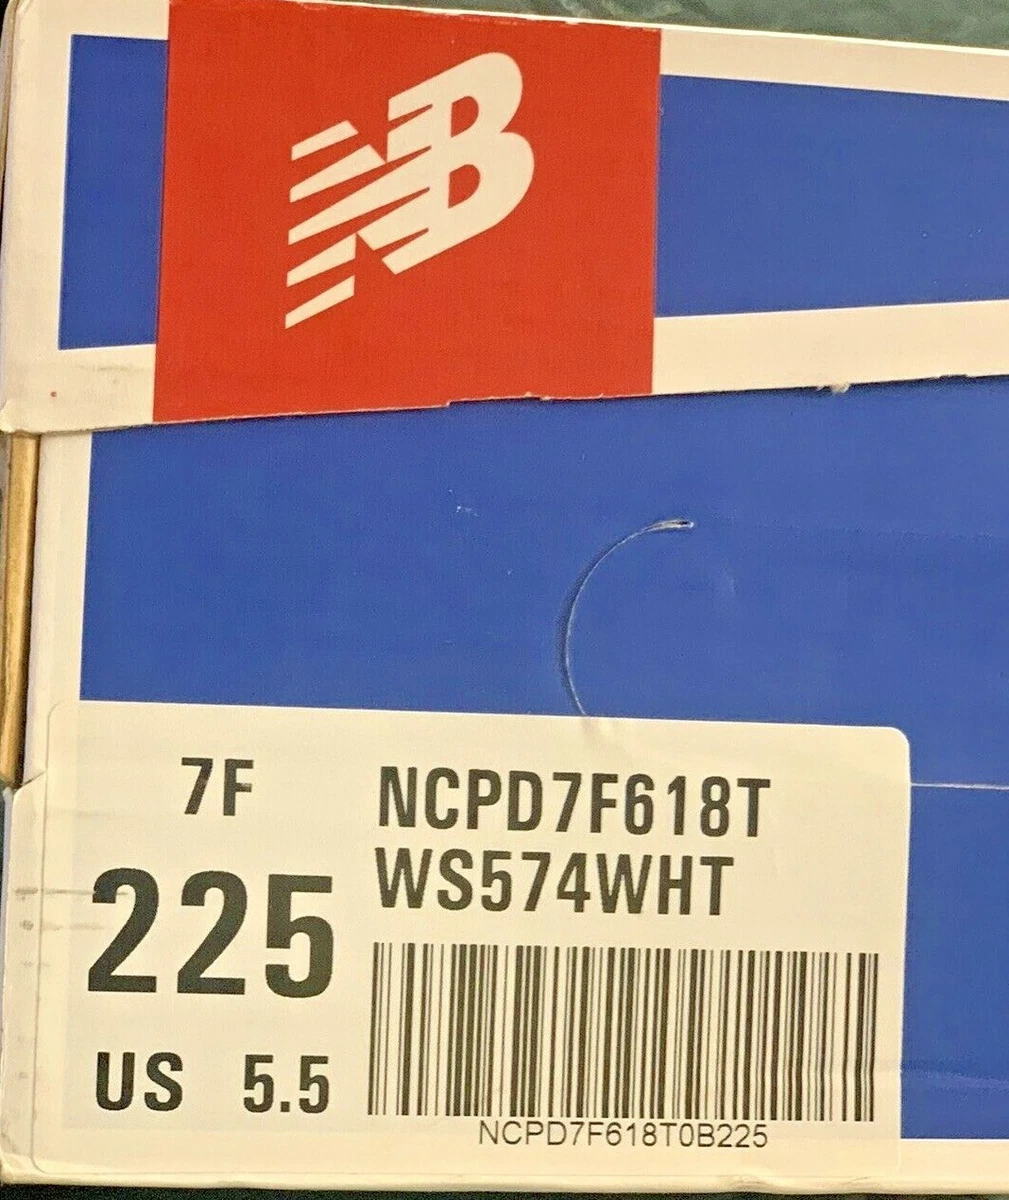 NB
7F
NCPD7F618T
WS574WHT
225
US 5.5
NCPD7F618T0B225